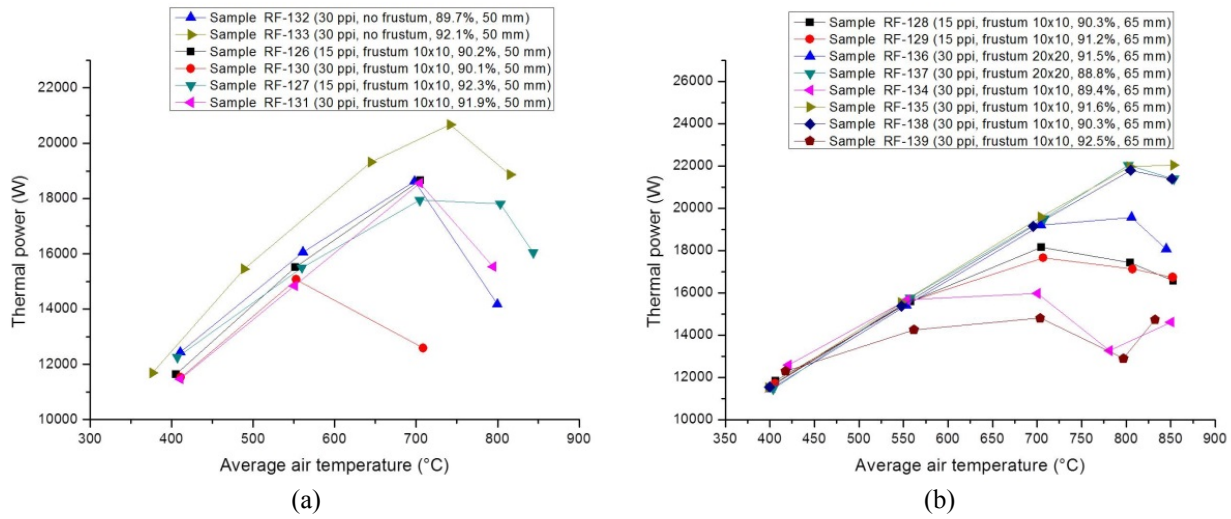 Sample RF-132 (30 ppi, no frustum, 89.7%, 50 mm)
Sample RF-133 (30 ppi, no frustum, 92.1%, 50 mm)
Sample RF-126 (15 ppi, frustum 10x10, 90.2%, 50 mm)
Sample RF-130 (30 ppi, frustum 10x10, 90.1%, 50 mm)
Sample RF-127 (15 ppi, frustum 10x10, 92.3%, 50 mm)
Sample RF-131 (30 ppi, frustum 10x10, 91.9%, 50 mm)
22000
20000
18000
16000
14000
12000
10000
Thermal power (W)
300 400 500 600 700 800 900
Average air temperature (°C)
(a)
Sample RF-128 (15 ppi, frustum 10x10, 90.3%, 65 mm)
Sample RF-129 (15 ppi, frustum 10x10, 91.2%, 65 mm)
Sample RF-136 (30 ppi, frustum 20x20, 91.5%, 65 mm)
Sample RF-137 (30 ppi, frustum 20x20, 88.8%, 65 mm)
Sample RF-134 (30 ppi, frustum 10x10, 89.4%, 65 mm)
Sample RF-135 (30 ppi, frustum 10x10, 91.6%, 65 mm)
Sample RF-138 (30 ppi, frustum 10x10, 90.3%, 65 mm)
Sample RF-139 (30 ppi, frustum 10x10, 92.5%, 65 mm)
26000
24000
22000
20000
18000
16000
14000
12000
10000
Thermal power (W)
350 400 450 500 550 600 650 700 750 800 850 900
Average air temperature (°C)
(b)